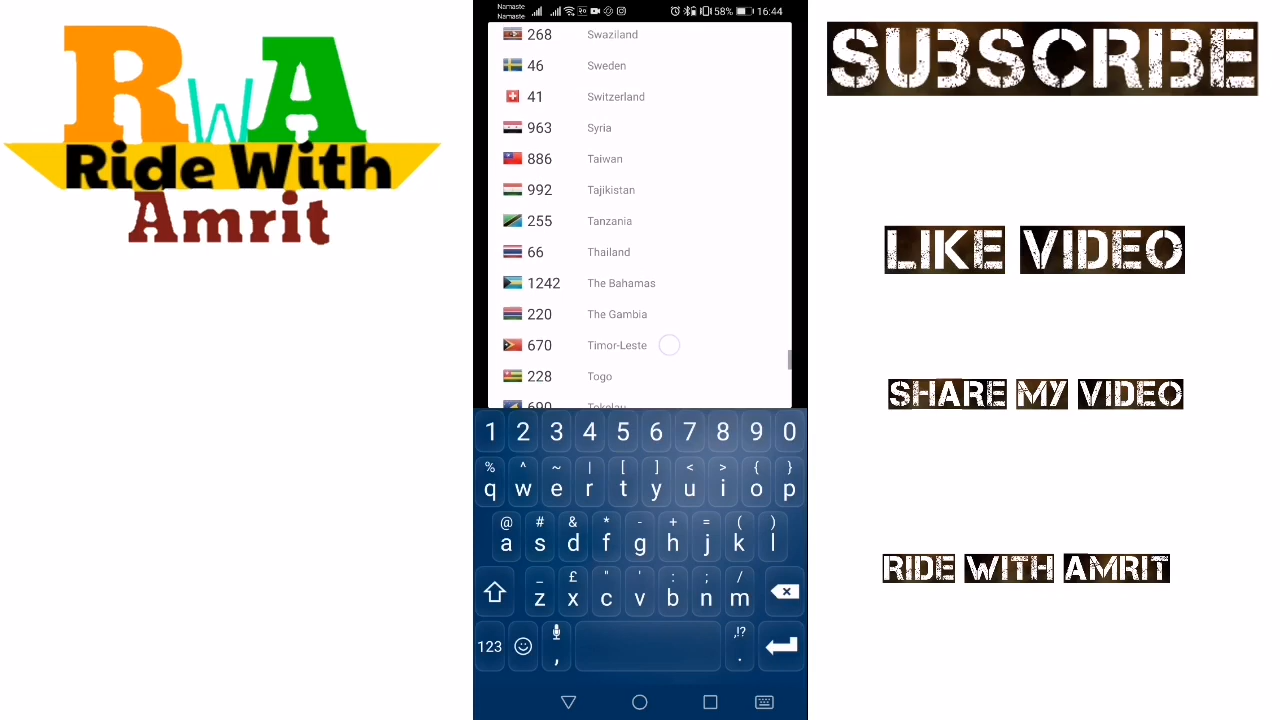 RWA
Ride With
Amrit
Namaste
Namaste
58% 16:44
268 Swaziland
46 Sweden
41 Switzerland
963 Syria
886 Taiwan
992 Tajikistan
255 Tanzania
66 Thailand
1242 The Bahamas
220 The Gambia
670 Timor-Leste
228 Togo
690 Tokelau
1 2 3 4 5 6 7 8 9 0
% ^ ~ | [ ] < > { }
q w e r t y u i o p
@ # & * - + = ( )
a s d f g h j k l
_ £ " ' : ; /
z x c v b n m
,!?
123 , .
SUBSCRIBE
LIKE VIDEO
SHARE MY VIDEO
RIDE WITH AMRIT